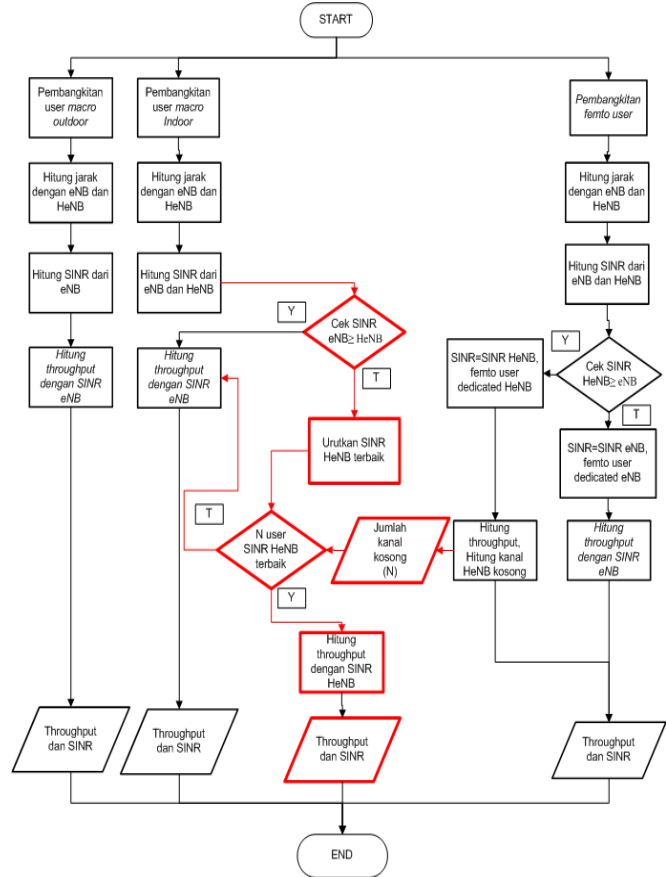 START
Pembangkitan
user macro
outdoor
Pembangkitan
user macro
Indoor
Pembangkitan
femto user
Hitung jarak
dengan eNB dan
HeNB
Hitung jarak
dengan eNB dan
HeNB
Hitung jarak
dengan eNB dan
HeNB
Hitung SINR dari
eNB
Hitung SINR dari
eNB dan HeNB
Hitung SINR dari
eNB dan HeNB
Y
Cek SINR
eNB≥ HeNB
T
Y
Cek SINR
HeNB≥ eNB
T
Hitung
throughput
dengan SINR
eNB
Hitung
throughput
dengan SINR
eNB
SINR=SINR HeNB,
femto user
dedicated HeNB
Urutkan SINR
HeNB terbaik
SINR=SINR eNB,
femto user
dedicated eNB
T
N user
SINR HeNB
terbaik
Y
Jumlah
kanal
kosong
(N)
Hitung
throughput,
Hitung kanal
HeNB kosong
Hitung
throughput
dengan SINR
eNB
Hitung
throughput
dengan SINR
HeNB
Throughput
dan SINR
Throughput
dan SINR
Throughput
dan SINR
Throughput
dan SINR
END